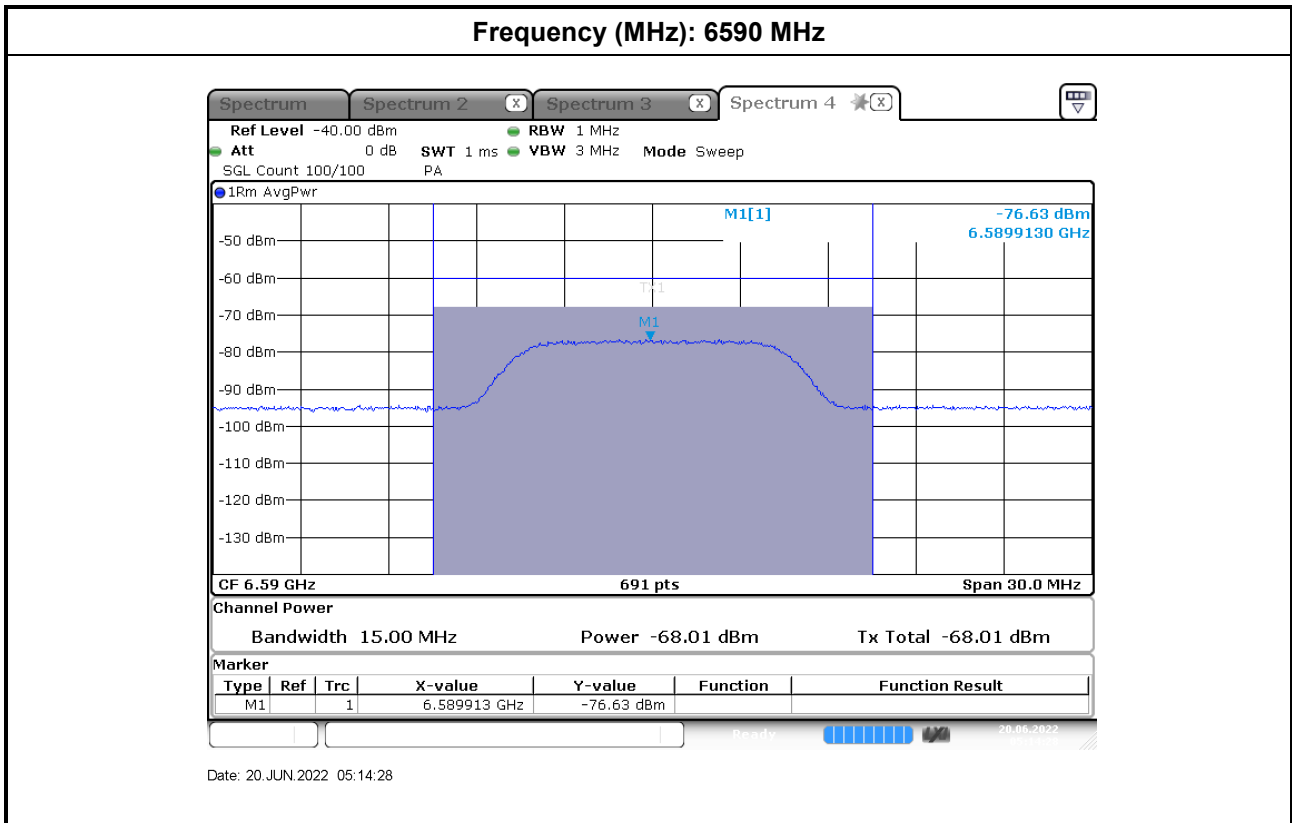 Frequency (MHz): 6590 MHz
Spectrum Spectrum 2 X Spectrum 3 X Spectrum 4 X
Ref Level -40.00 dBm RBW 1 MHz
Att 0 dB SWT 1 ms VBW 3 MHz Mode Sweep
SGL Count 100/100 PA
1Rm AvgPwr
M1[1] -76.63 dBm
6.5899130 GHz
-50 dBm
-60 dBm
TX1
-70 dBm
M1
-80 dBm
-90 dBm
-100 dBm
-110 dBm
-120 dBm
-130 dBm
CF 6.59 GHz 691 pts Span 30.0 MHz
Channel Power
Bandwidth 15.00 MHz Power -68.01 dBm Tx Total -68.01 dBm
Marker
Type Ref Trc X-value Y-value Function Function Result
M1 1 6.589913 GHz -76.63 dBm
Ready 20.06.2022
Date: 20.JUN.2022 05:14:28